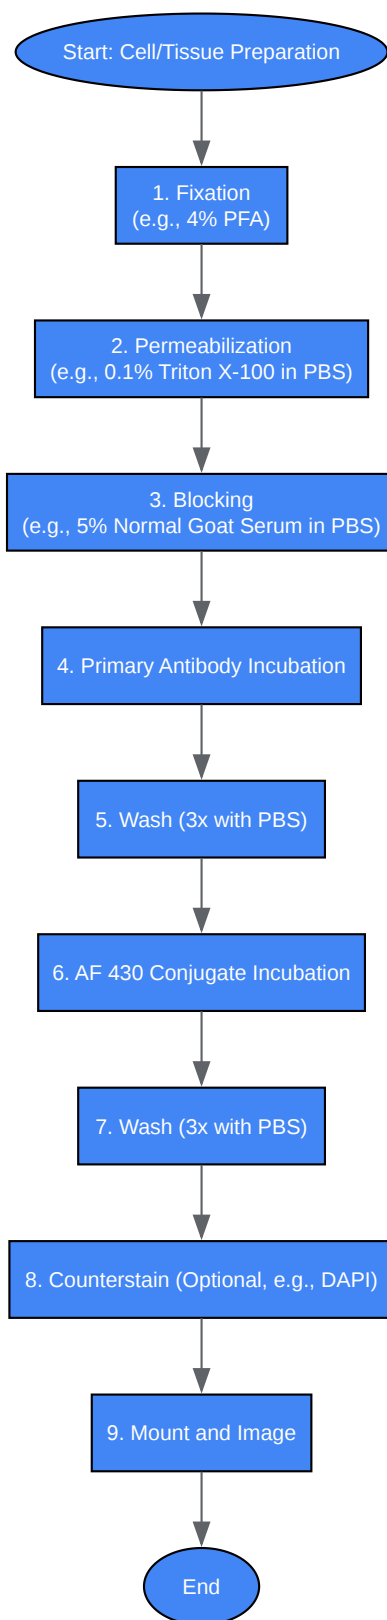 Start: Cell/Tissue Preparation
1. Fixation
(e.g., 4% PFA)
2. Permeabilization
(e.g., 0.1% Triton X-100 in PBS)
3. Blocking
(e.g., 5% Normal Goat Serum in PBS)
4. Primary Antibody Incubation
5. Wash (3x with PBS)
6. AF 430 Conjugate Incubation
7. Wash (3x with PBS)
8. Counterstain (Optional, e.g., DAPI)
9. Mount and Image
End